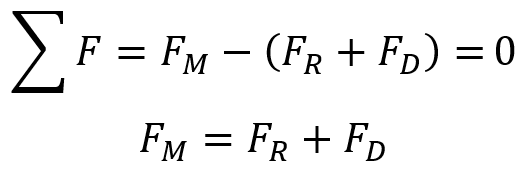 ∑ F = F_M − (F_R + F_D) = 0
F_M = F_R + F_D